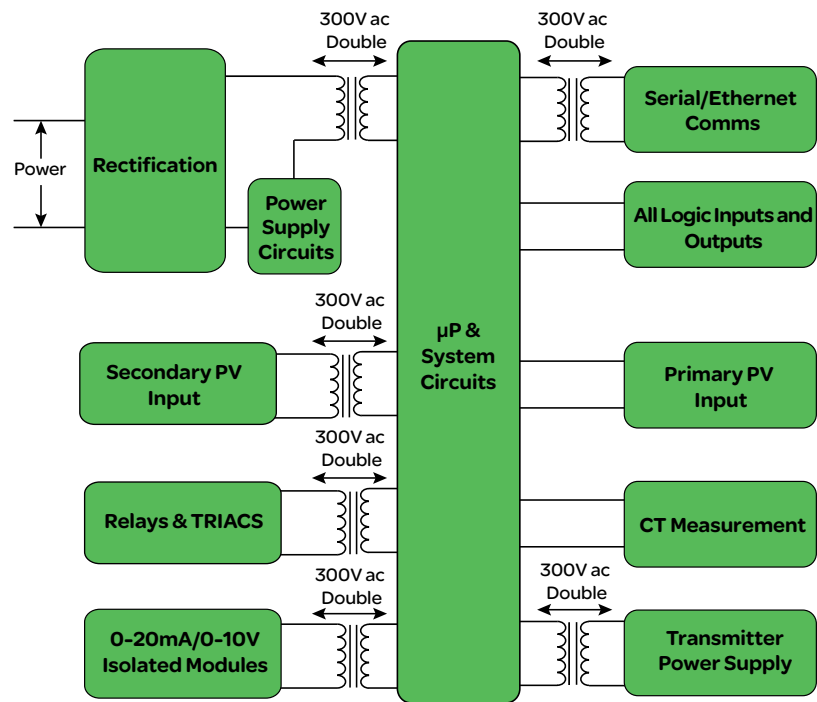 300V ac
Double
300V ac
Double
Power
Rectification
Power
Supply
Circuits
Serial/Ethernet
Comms
All Logic Inputs and
Outputs
300V ac
Double
Secondary PV
Input
µP &
System
Circuits
Primary PV
Input
300V ac
Double
Relays & TRIACS
CT Measurement
300V ac
Double
0-20mA/0-10V
Isolated Modules
300V ac
Double
Transmitter
Power Supply